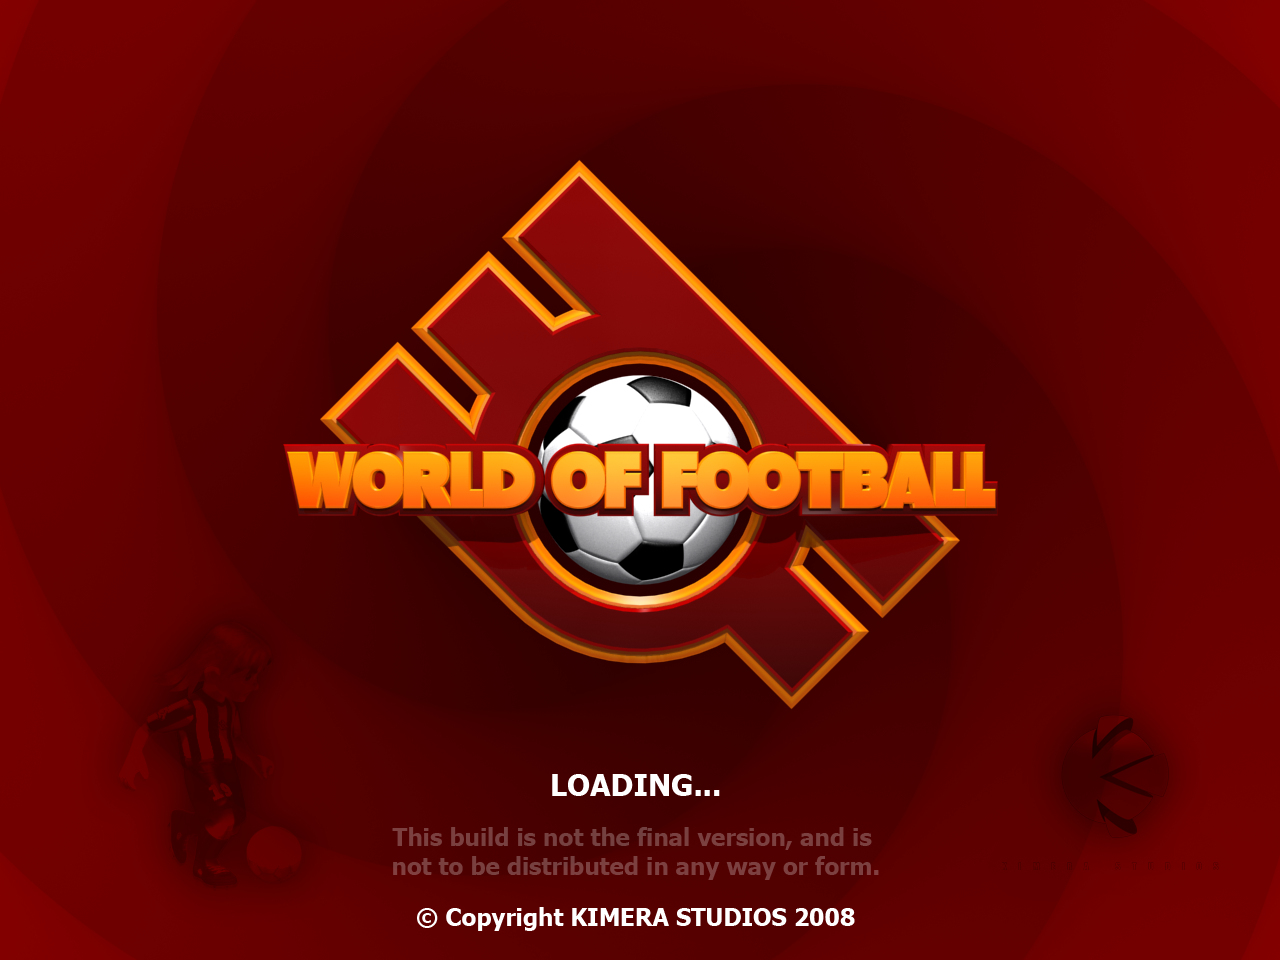 WORLD OF FOOTBALL
LOADING...
This build is not the final version, and is
not to be distributed in any way or form.
© Copyright KIMERA STUDIOS 2008